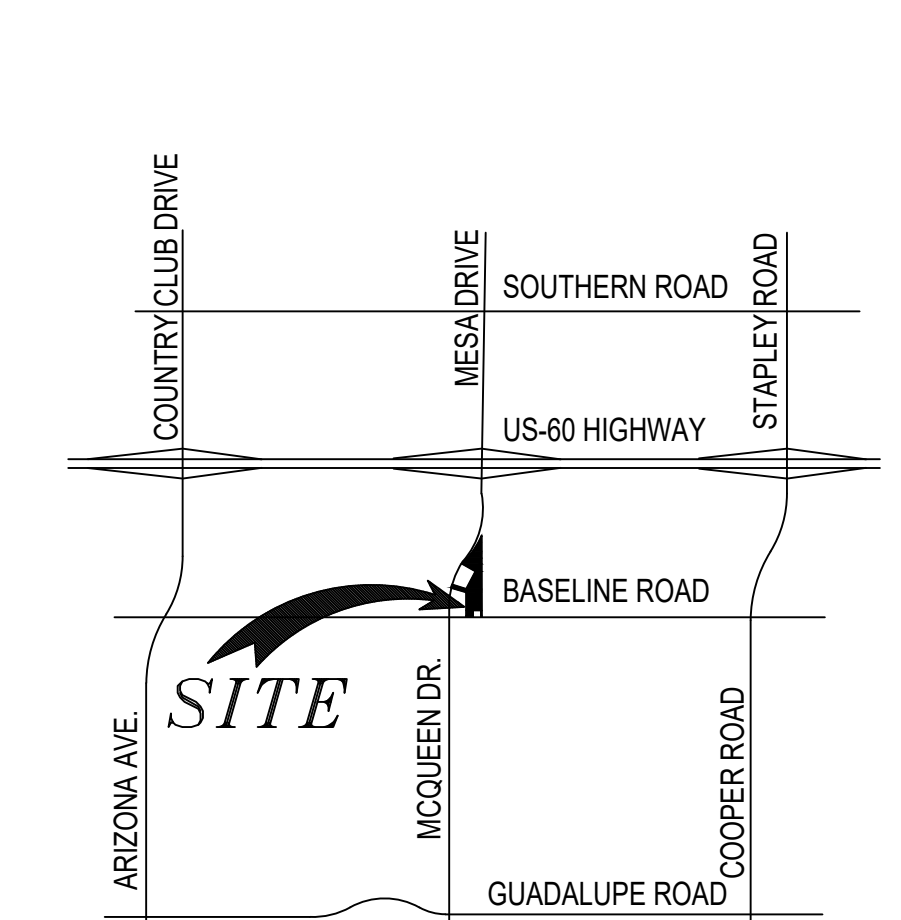 COUNTRY CLUB DRIVE
MESA DRIVE
STAPLEY ROAD
SOUTHERN ROAD
US-60 HIGHWAY
BASELINE ROAD
SITE
ARIZONA AVE.
MCQUEEN DR.
COOPER ROAD
GUADALUPE ROAD